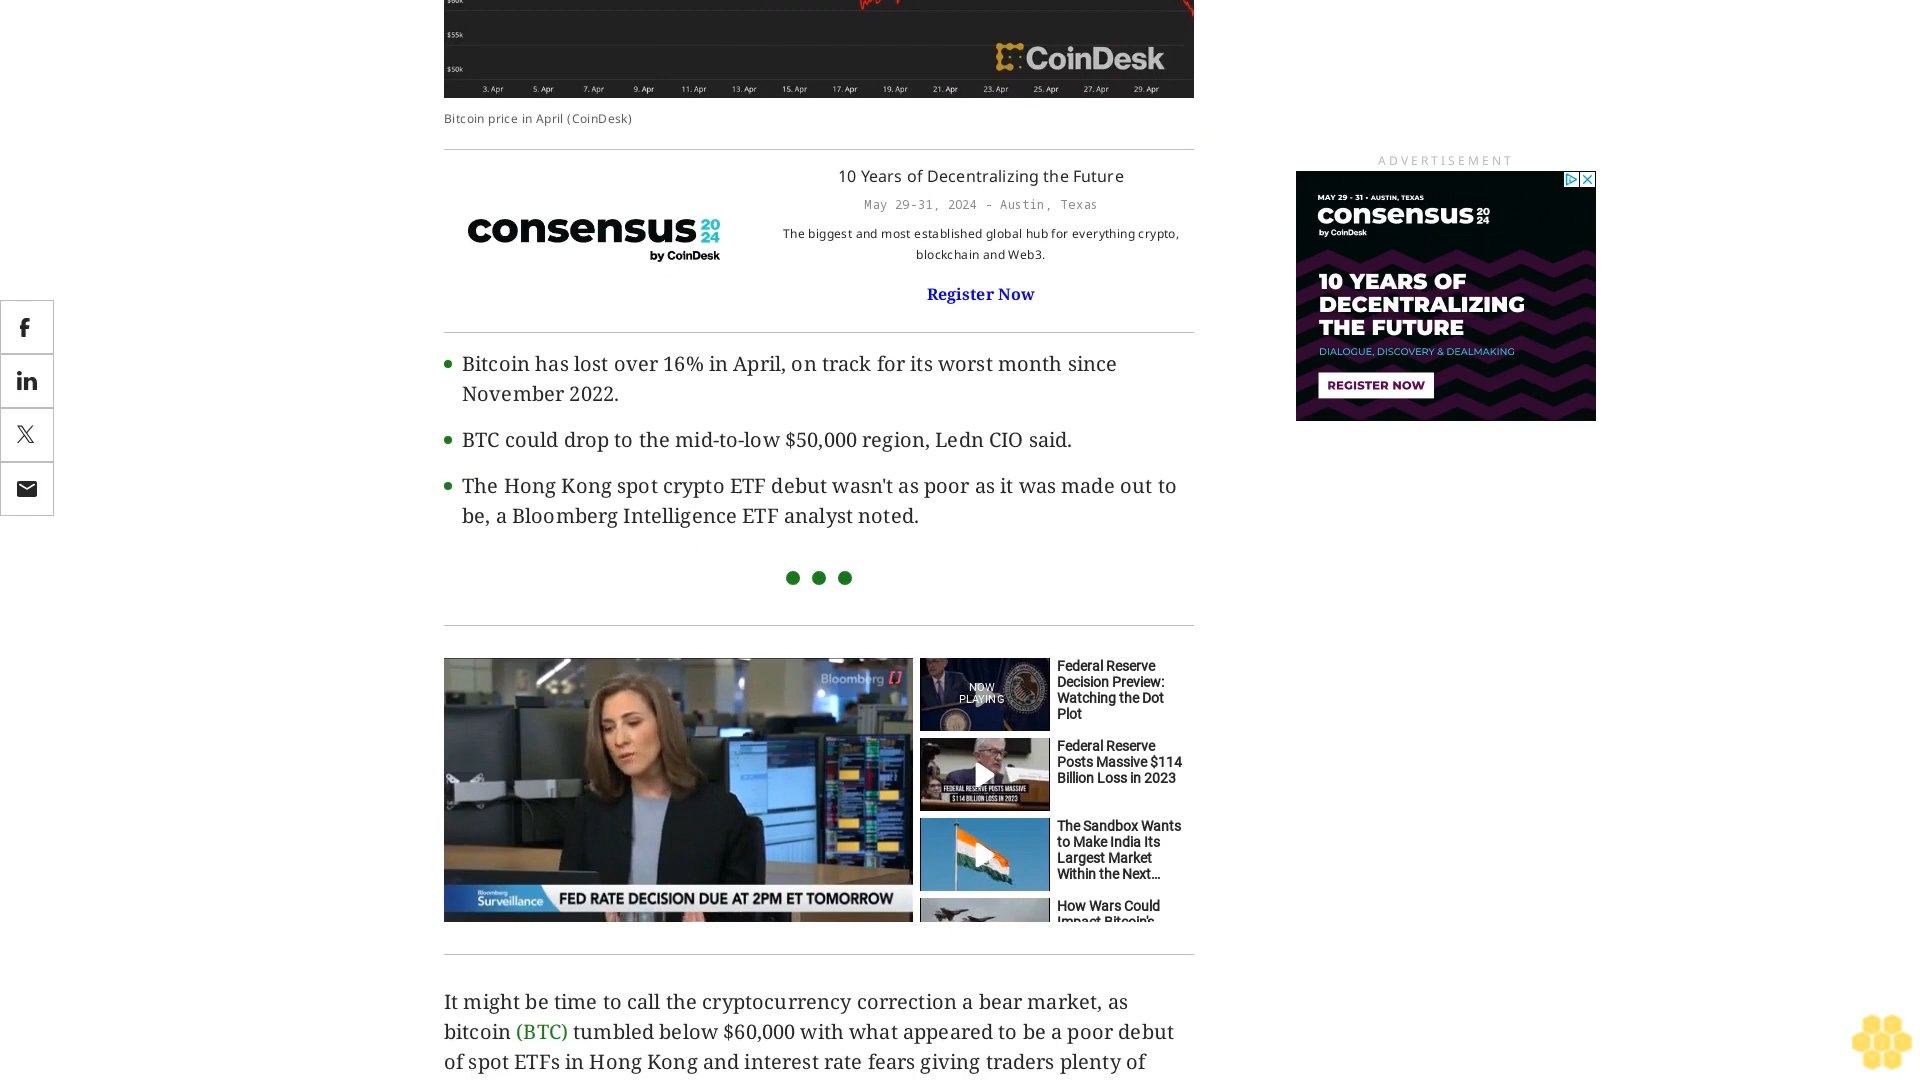 $60k
$55k
$50k
CoinDesk
3. Apr 5. Apr 7. Apr 9. Apr 11. Apr 13. Apr 15. Apr 17. Apr 19. Apr 21. Apr 23. Apr 25. Apr 27. Apr 29. Apr
Bitcoin price in April (CoinDesk)
consensus 20
24
by CoinDesk
10 Years of Decentralizing the Future
May 29-31, 2024 - Austin, Texas
The biggest and most established global hub for everything crypto,
blockchain and Web3.
Register Now
ADVERTISEMENT
MAY 29 - 31 • AUSTIN, TEXAS
consensus 20
24
by CoinDesk
10 YEARS OF
DECENTRALIZING
THE FUTURE
DIALOGUE, DISCOVERY & DEALMAKING
REGISTER NOW
Bitcoin has lost over 16% in April, on track for its worst month since
November 2022.
BTC could drop to the mid-to-low $50,000 region, Ledn CIO said.
The Hong Kong spot crypto ETF debut wasn't as poor as it was made out to
be, a Bloomberg Intelligence ETF analyst noted.
Bloomberg
Bloomberg
Surveillance
FED RATE DECISION DUE AT 2PM ET TOMORROW
NOW
PLAYING
Federal Reserve
Decision Preview:
Watching the Dot
Plot
FEDERAL RESERVE POSTS MASSIVE
$114 BILLION LOSS IN 2023
Federal Reserve
Posts Massive $114
Billion Loss in 2023
The Sandbox Wants
to Make India Its
Largest Market
Within the Next...
How Wars Could
Impact Bitcoin's
It might be time to call the cryptocurrency correction a bear market, as
bitcoin (BTC) tumbled below $60,000 with what appeared to be a poor debut
of spot ETFs in Hong Kong and interest rate fears giving traders plenty of